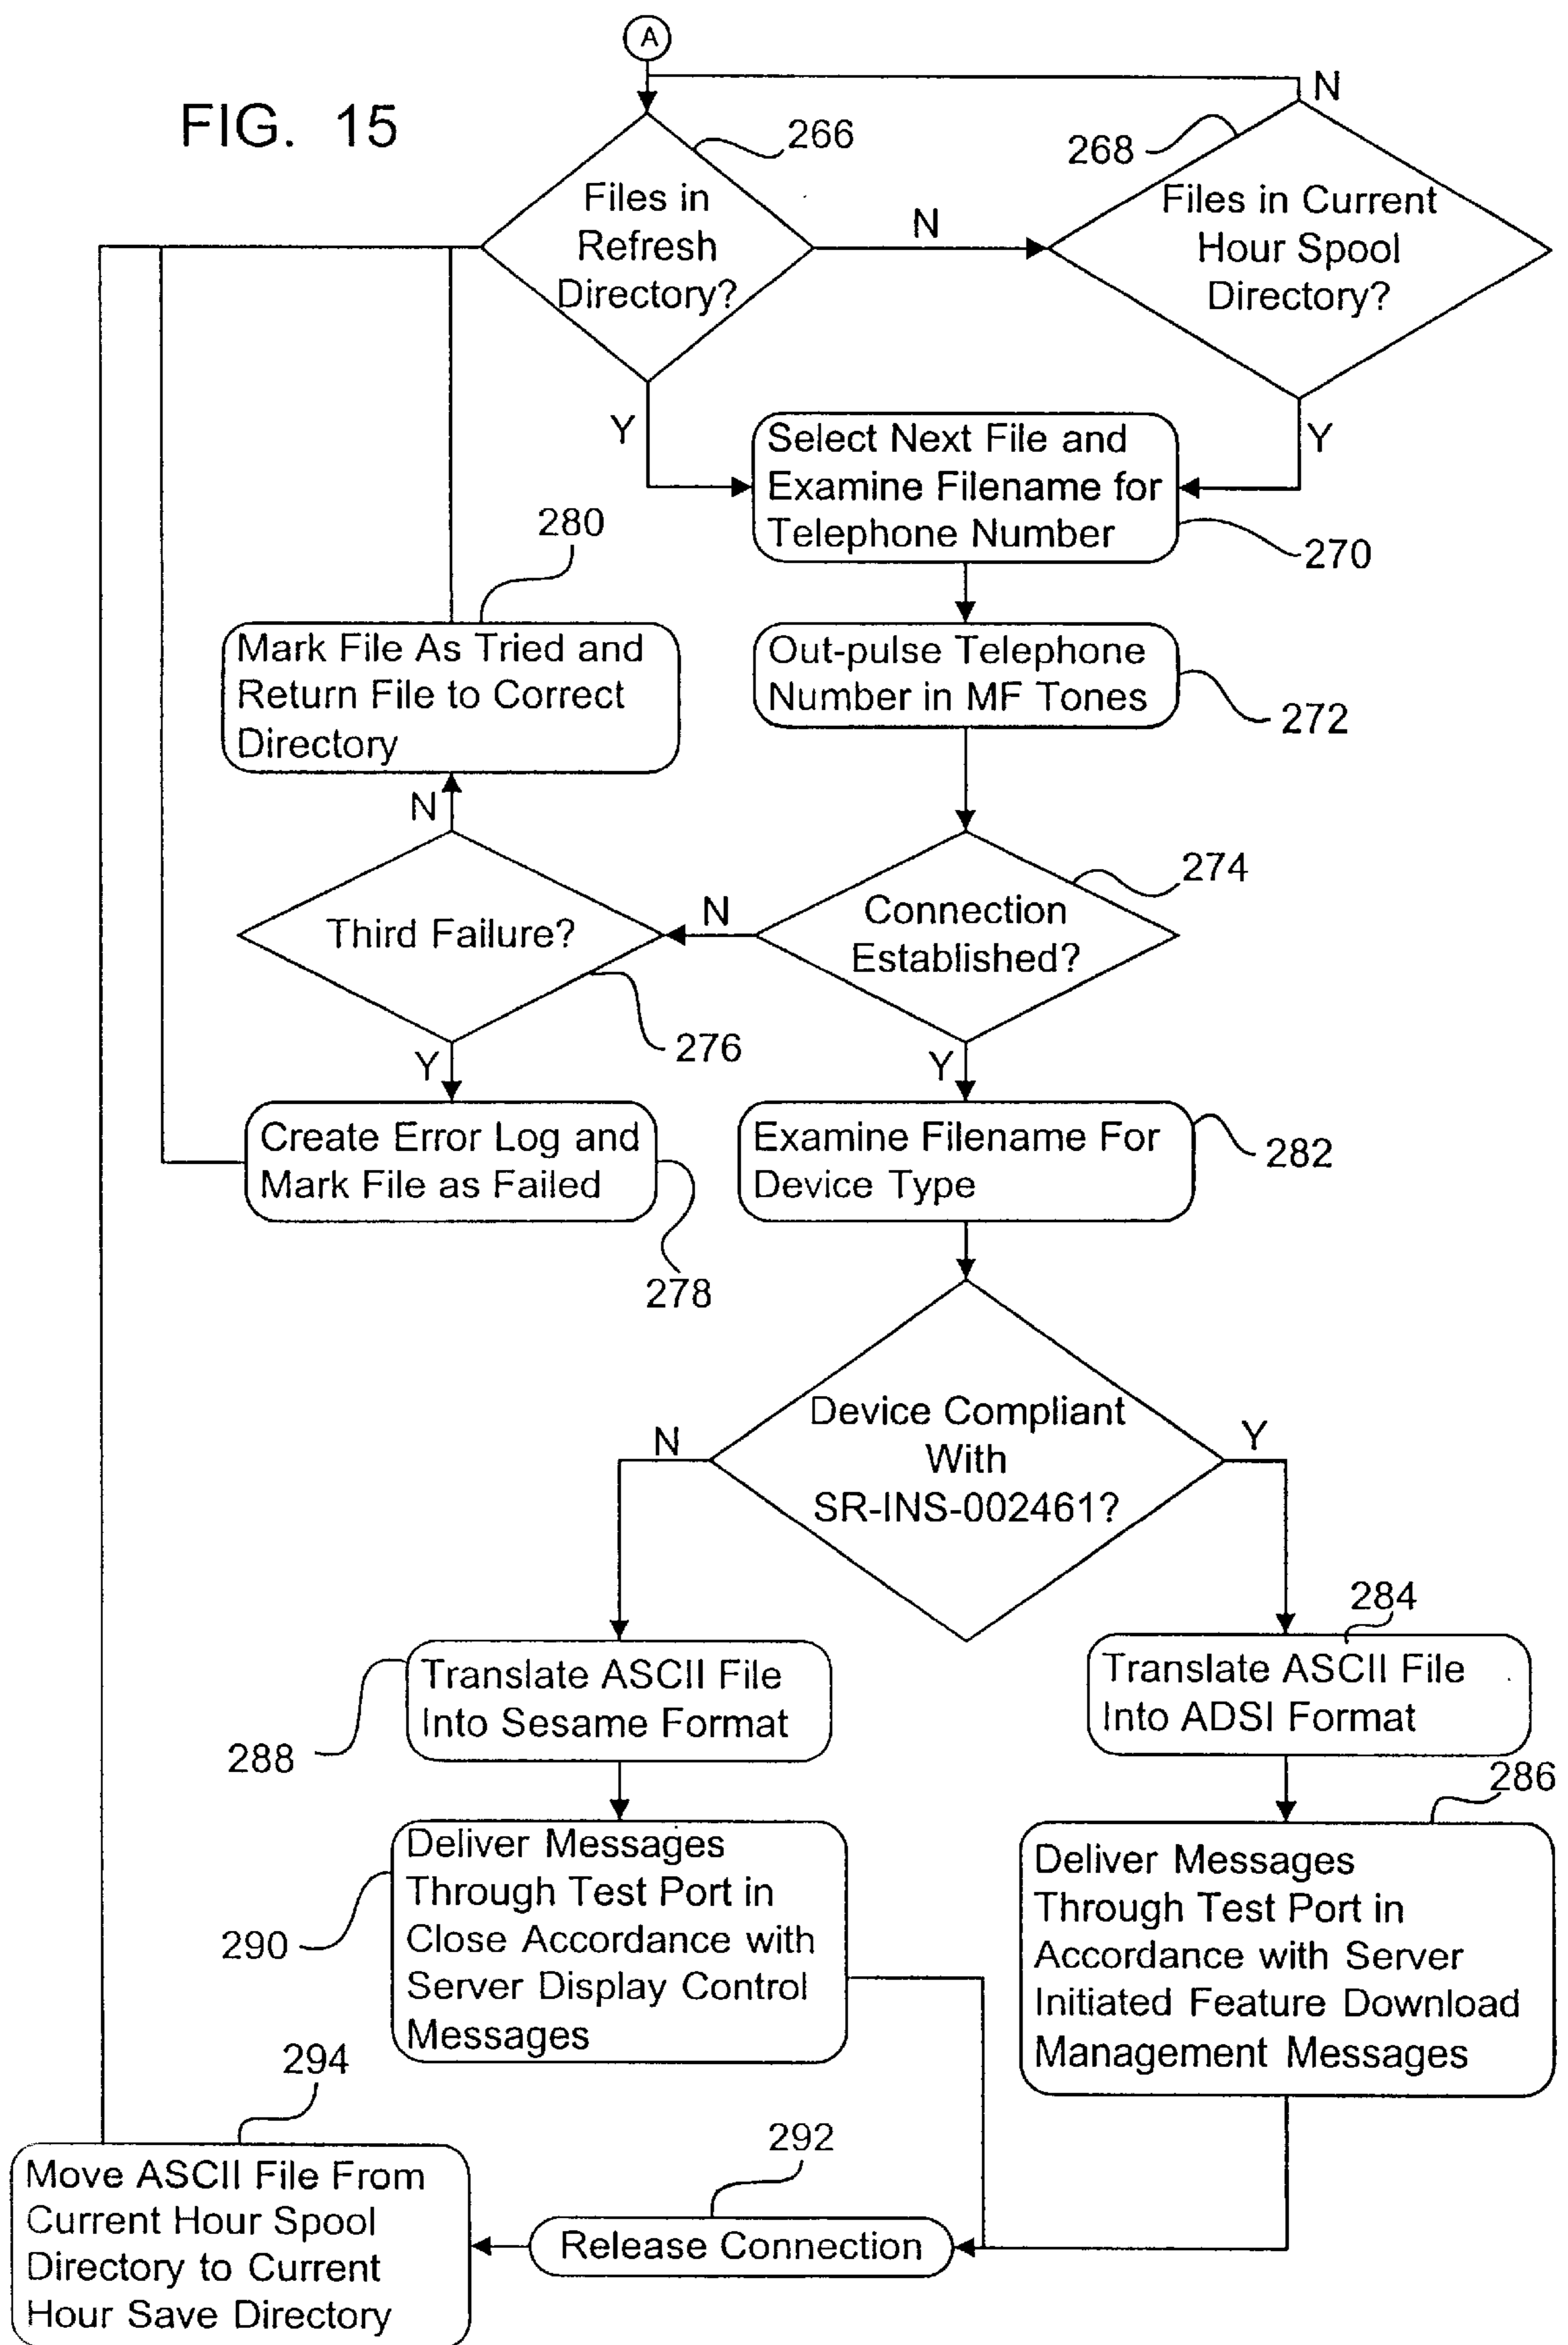 A
FIG. 15
N
266
268
Files in
Refresh
Directory?
N
Files in Current
Hour Spool
Directory?
Y
Y
Select Next File and
Examine Filename for
Telephone Number
270
280
Mark File As Tried and
Return File to Correct
Directory
Out-pulse Telephone
Number in MF Tones
272
N
274
Third Failure?
N
Connection
Established?
276
Y
Y
Create Error Log and
Mark File as Failed
278
Examine Filename For
Device Type
282
N
Device Compliant
With
SR-INS-002461?
Y
284
288
Translate ASCII File
Into Sesame Format
Translate ASCII File
Into ADSI Format
286
290
Deliver Messages
Through Test Port in
Close Accordance with
Server Display Control
Messages
Deliver Messages
Through Test Port in
Accordance with Server
Initiated Feature Download
Management Messages
294
292
Move ASCII File From
Current Hour Spool
Directory to Current
Hour Save Directory
Release Connection